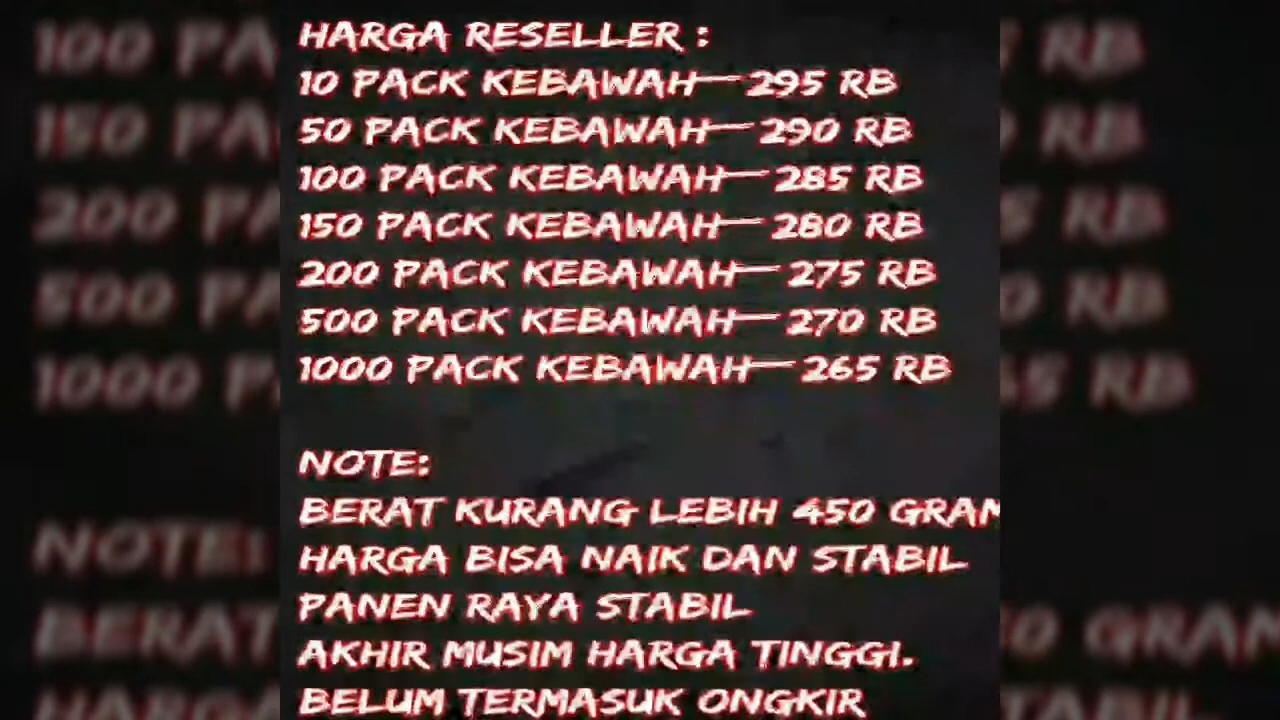 HARGA RESELLER :
10 PACK KEBAWAH—295 RB
50 PACK KEBAWAH—290 RB
100 PACK KEBAWAH—285 RB
150 PACK KEBAWAH—280 RB
200 PACK KEBAWAH—275 RB
500 PACK KEBAWAH—270 RB
1000 PACK KEBAWAH—265 RB
NOTE:
BERAT KURANG LEBIH 450 GRAM
HARGA BISA NAIK DAN STABIL
PANEN RAYA STABIL
AKHIR MUSIM HARGA TINGGI.
BELUM TERMASUK ONGKIR